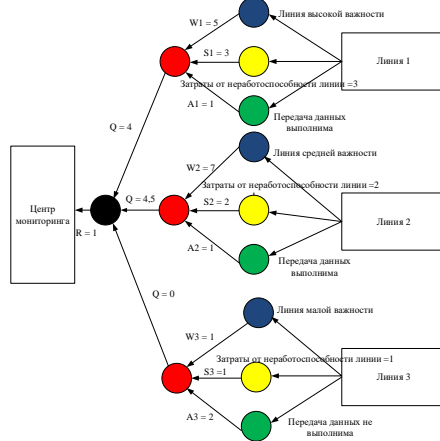 W1 = 5
Линия высокой важности
S1 = 3
Линия 1
Затраты от неработоспособности линии =3
A1 = 1
Передача данных
выполнима
Q = 4
W2 = 7
Линия средней важности
Затраты от неработоспособности линии =2
Центр
мониторинга
Q = 4,5
S2 = 2
Линия 2
R = 1
A2 = 1
Передача данных
выполнима
Q = 0
Линия малой важности
W3 = 1
Затраты от неработоспособности линии =1
S3 =1
Линия 3
A3 = 2
Передача данных не
выполнима